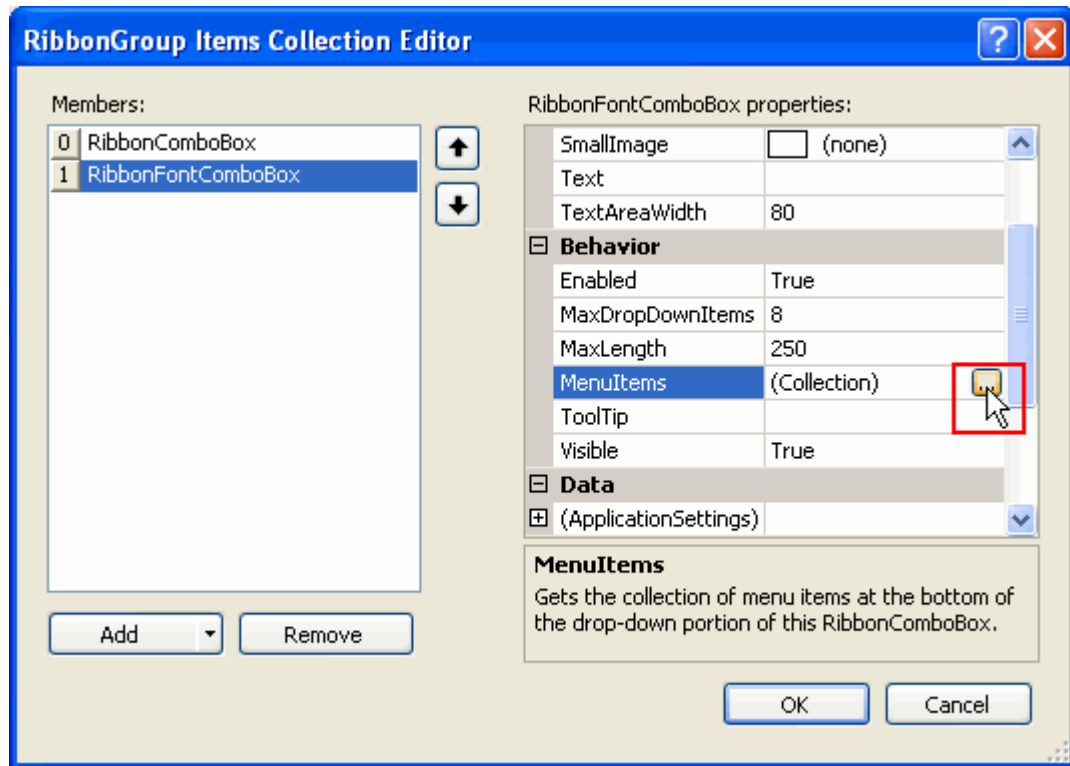 RibbonGroup Items Collection Editor
?
Members:
0 RibbonComboBox
1 RibbonFontComboBox
Add
Remove
RibbonFontComboBox properties:
SmallImage (none)
Text
TextAreaWidth 80
Behavior
Enabled True
MaxDropDownItems 8
MaxLength 250
MenuItems (Collection) ...
ToolTip
Visible True
Data
(ApplicationSettings)
MenuItems
Gets the collection of menu items at the bottom of
the drop-down portion of this RibbonComboBox.
OK Cancel